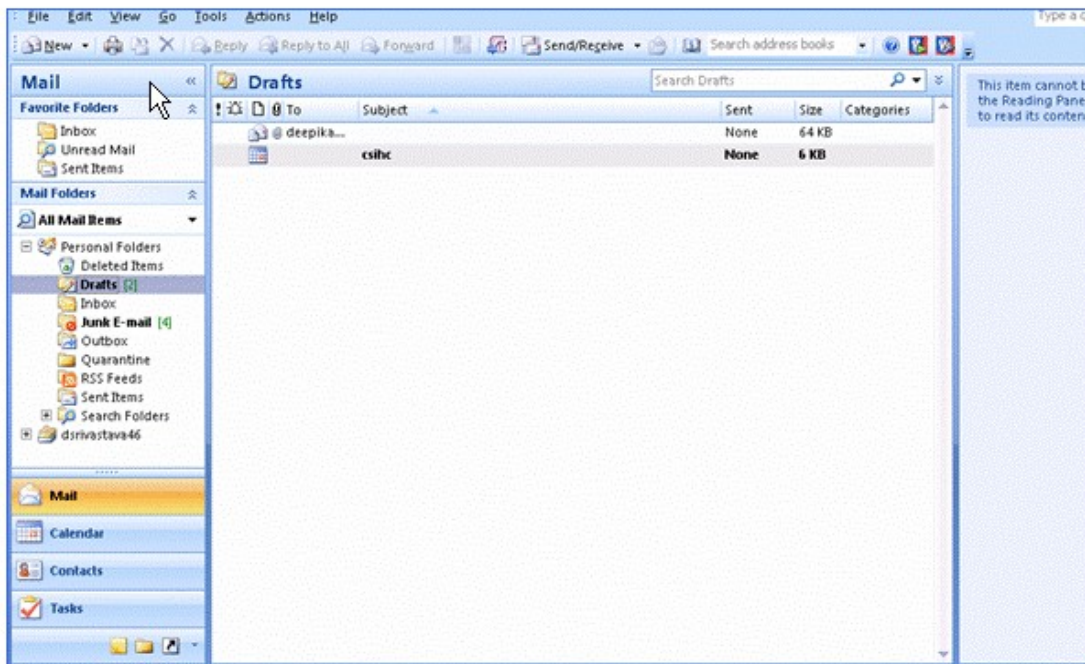 File Edit View Go Tools Actions Help
Type a
New Reply Reply to All Forward Send/Receive Search address books
Mail
Favorite Folders
Inbox
Unread Mail
Sent Items
Mail Folders
All Mail Items
Personal Folders
Deleted Items
Drafts [2]
Inbox
Junk E-mail [4]
Outbox
Quarantine
RSS Feeds
Sent Items
Search Folders
dsrivastava46
Mail
Calendar
Contacts
Tasks
Drafts
Search Drafts
To Subject Sent Size Categories
deepika... None 64 KB
csihc None 6 KB
This item cannot
the Reading Pane
to read its conten